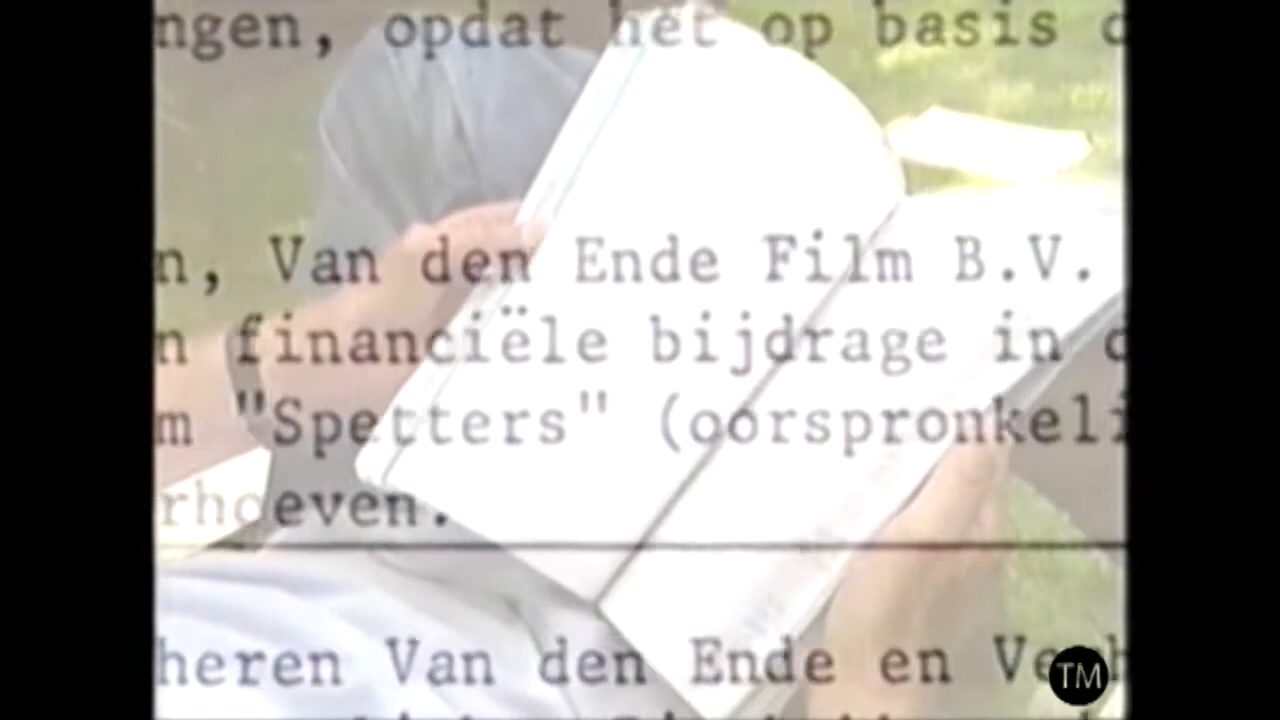 ngen, opdat het op basis
n, Van den Ende Film B.V.
n financiële bijdrage in
m "Spetters" (oorspronkeli
rhoeven.
heren Van den Ende en Ve
TM